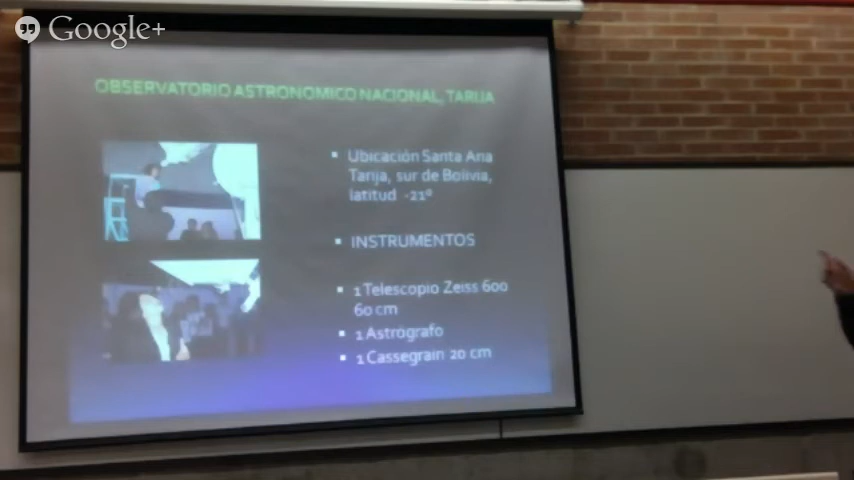 Google+
OBSERVATORIO ASTRONOMICO NACIONAL, TARIJA
Ubicación Santa Ana
Tarija, sur de Bolivia,
latitud -21º
INSTRUMENTOS
1 Telescopio Zeiss 600
60 cm
1 Astrógrafo
1 Cassegrain 20 cm